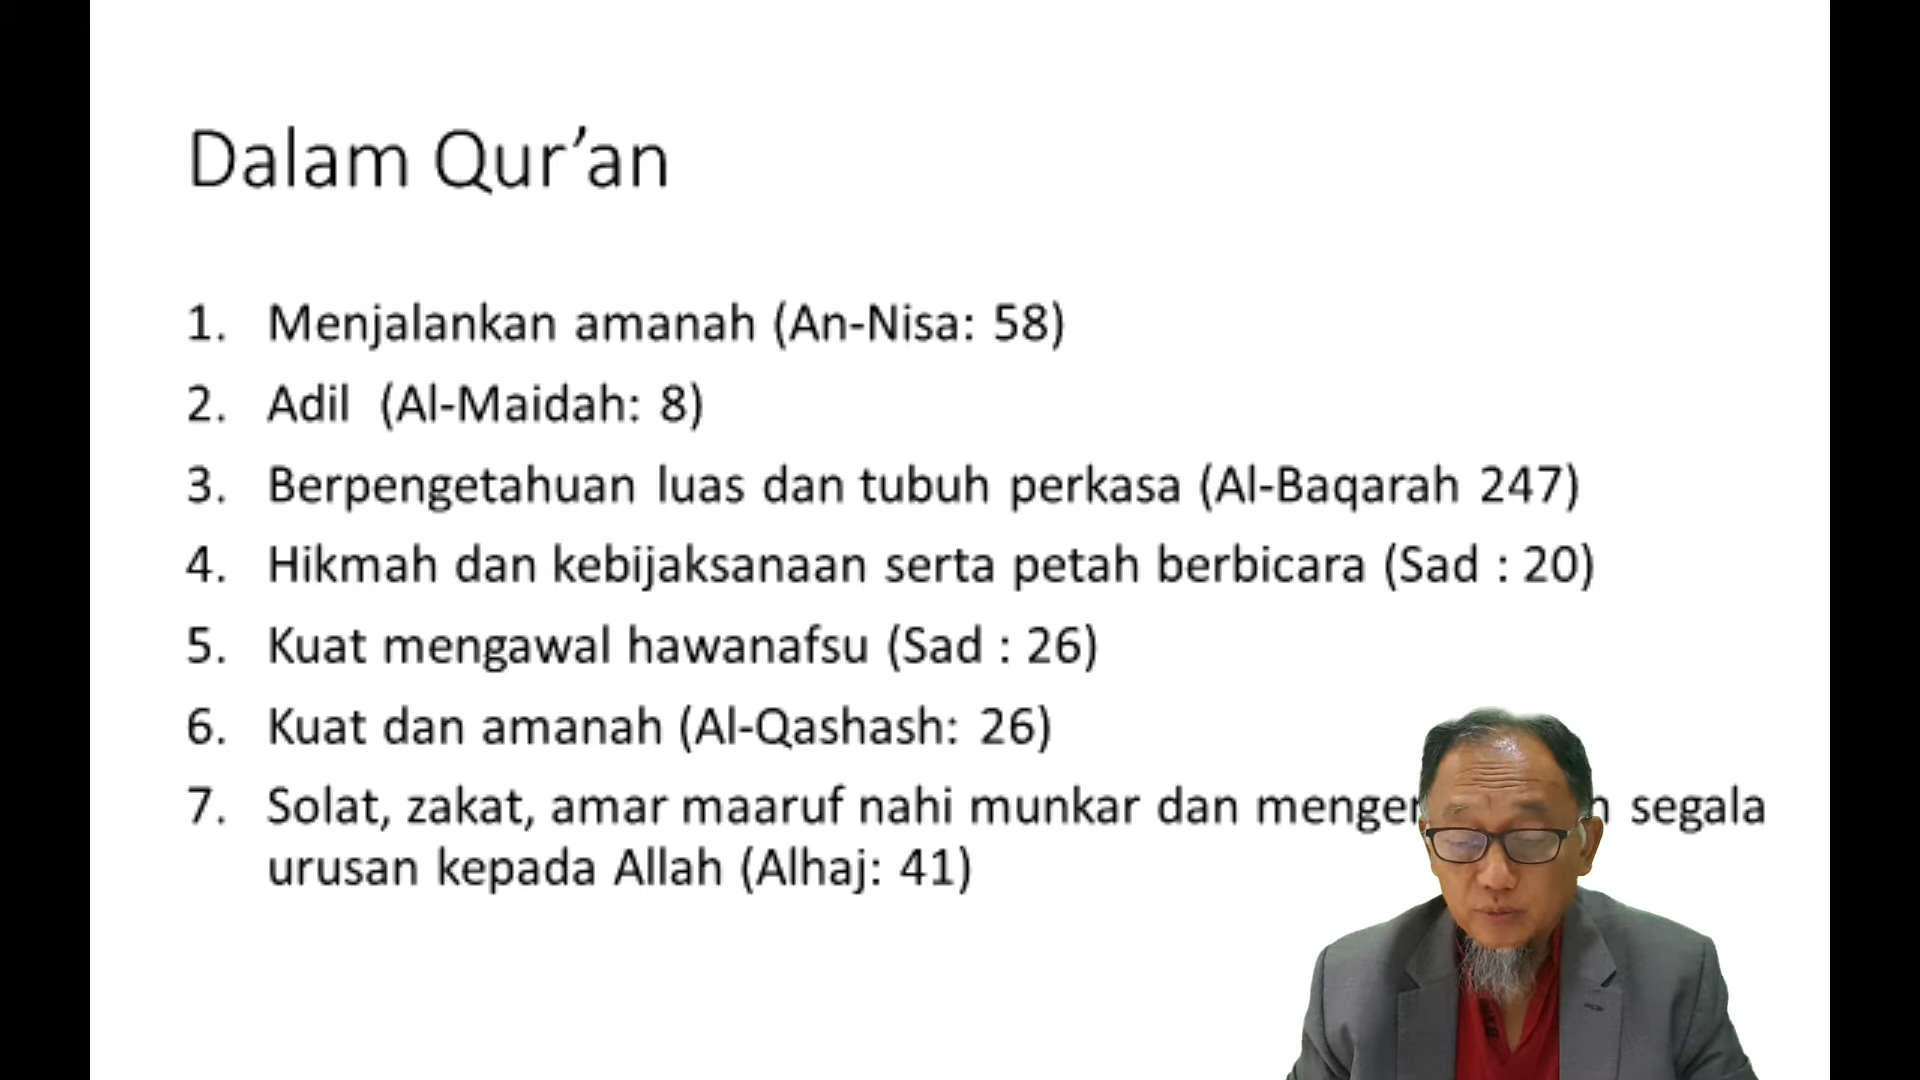 Dalam Qur’an
1. Menjalankan amanah (An-Nisa: 58)
2. Adil (Al-Maidah: 8)
3. Berpengetahuan luas dan tubuh perkasa (Al-Baqarah 247)
4. Hikmah dan kebijaksanaan serta petah berbicara (Sad : 20)
5. Kuat mengawal hawanafsu (Sad : 26)
6. Kuat dan amanah (Al-Qashash: 26)
7. Solat, zakat, amar maaruf nahi munkar dan segala
urusan kepada Allah (Alhaj: 41)